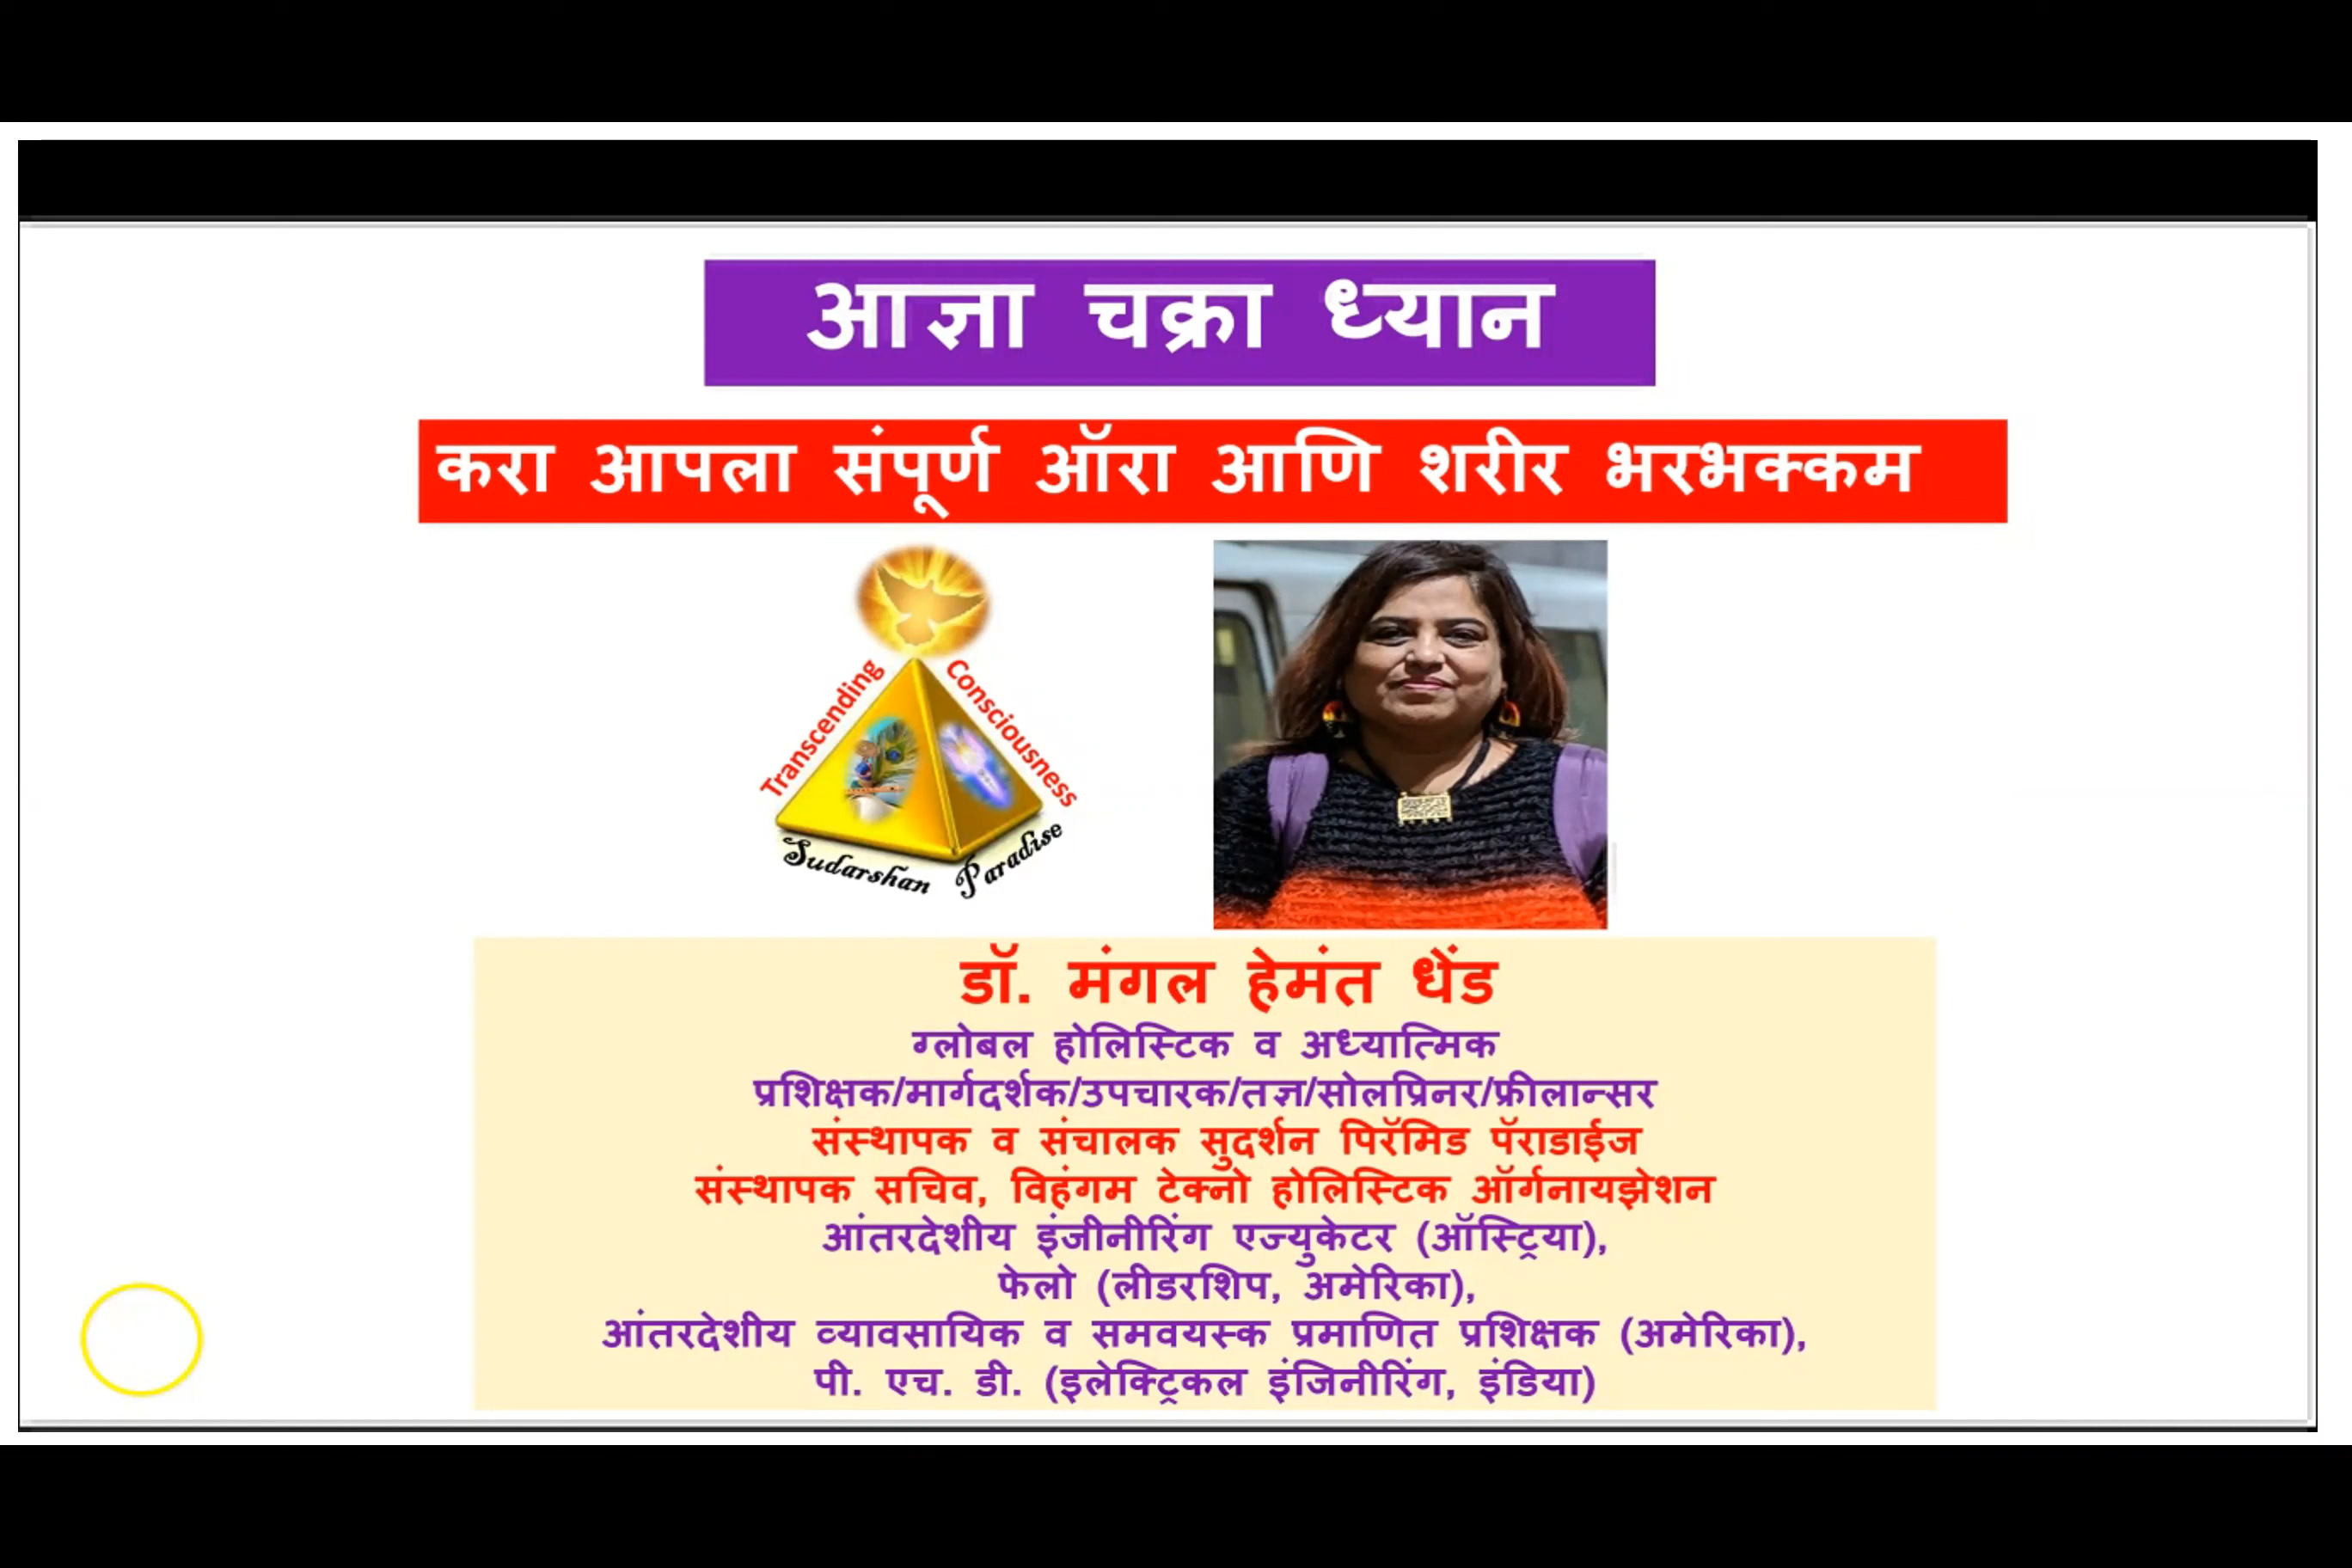 आज्ञा चक्रा ध्यान
करा आपला संपूर्ण ऑरा आणि शरीर भरभक्कम
Transcending
Consciousness
Sudarshan Paradise
डॉ. मंगल हेमंत धेंड
ग्लोबल होलिस्टिक व अध्यात्मिक
प्रशिक्षक/मार्गदर्शक/उपचारक/तज्ञ/सोलप्रिनर/फ्रीलान्सर
संस्थापक व संचालक सुदर्शन पिरॅमिड पॅराडाईज
संस्थापक सचिव, विहंगम टेक्नो होलिस्टिक ऑर्गनायझेशन
आंतरदेशीय इंजीनीरिंग एज्युकेटर (ऑस्ट्रिया),
फेलो (लीडरशिप, अमेरिका),
आंतरदेशीय व्यावसायिक व समवयस्क प्रमाणित प्रशिक्षक (अमेरिका),
पी. एच. डी. (इलेक्ट्रिकल इंजिनीरिंग, इंडिया)